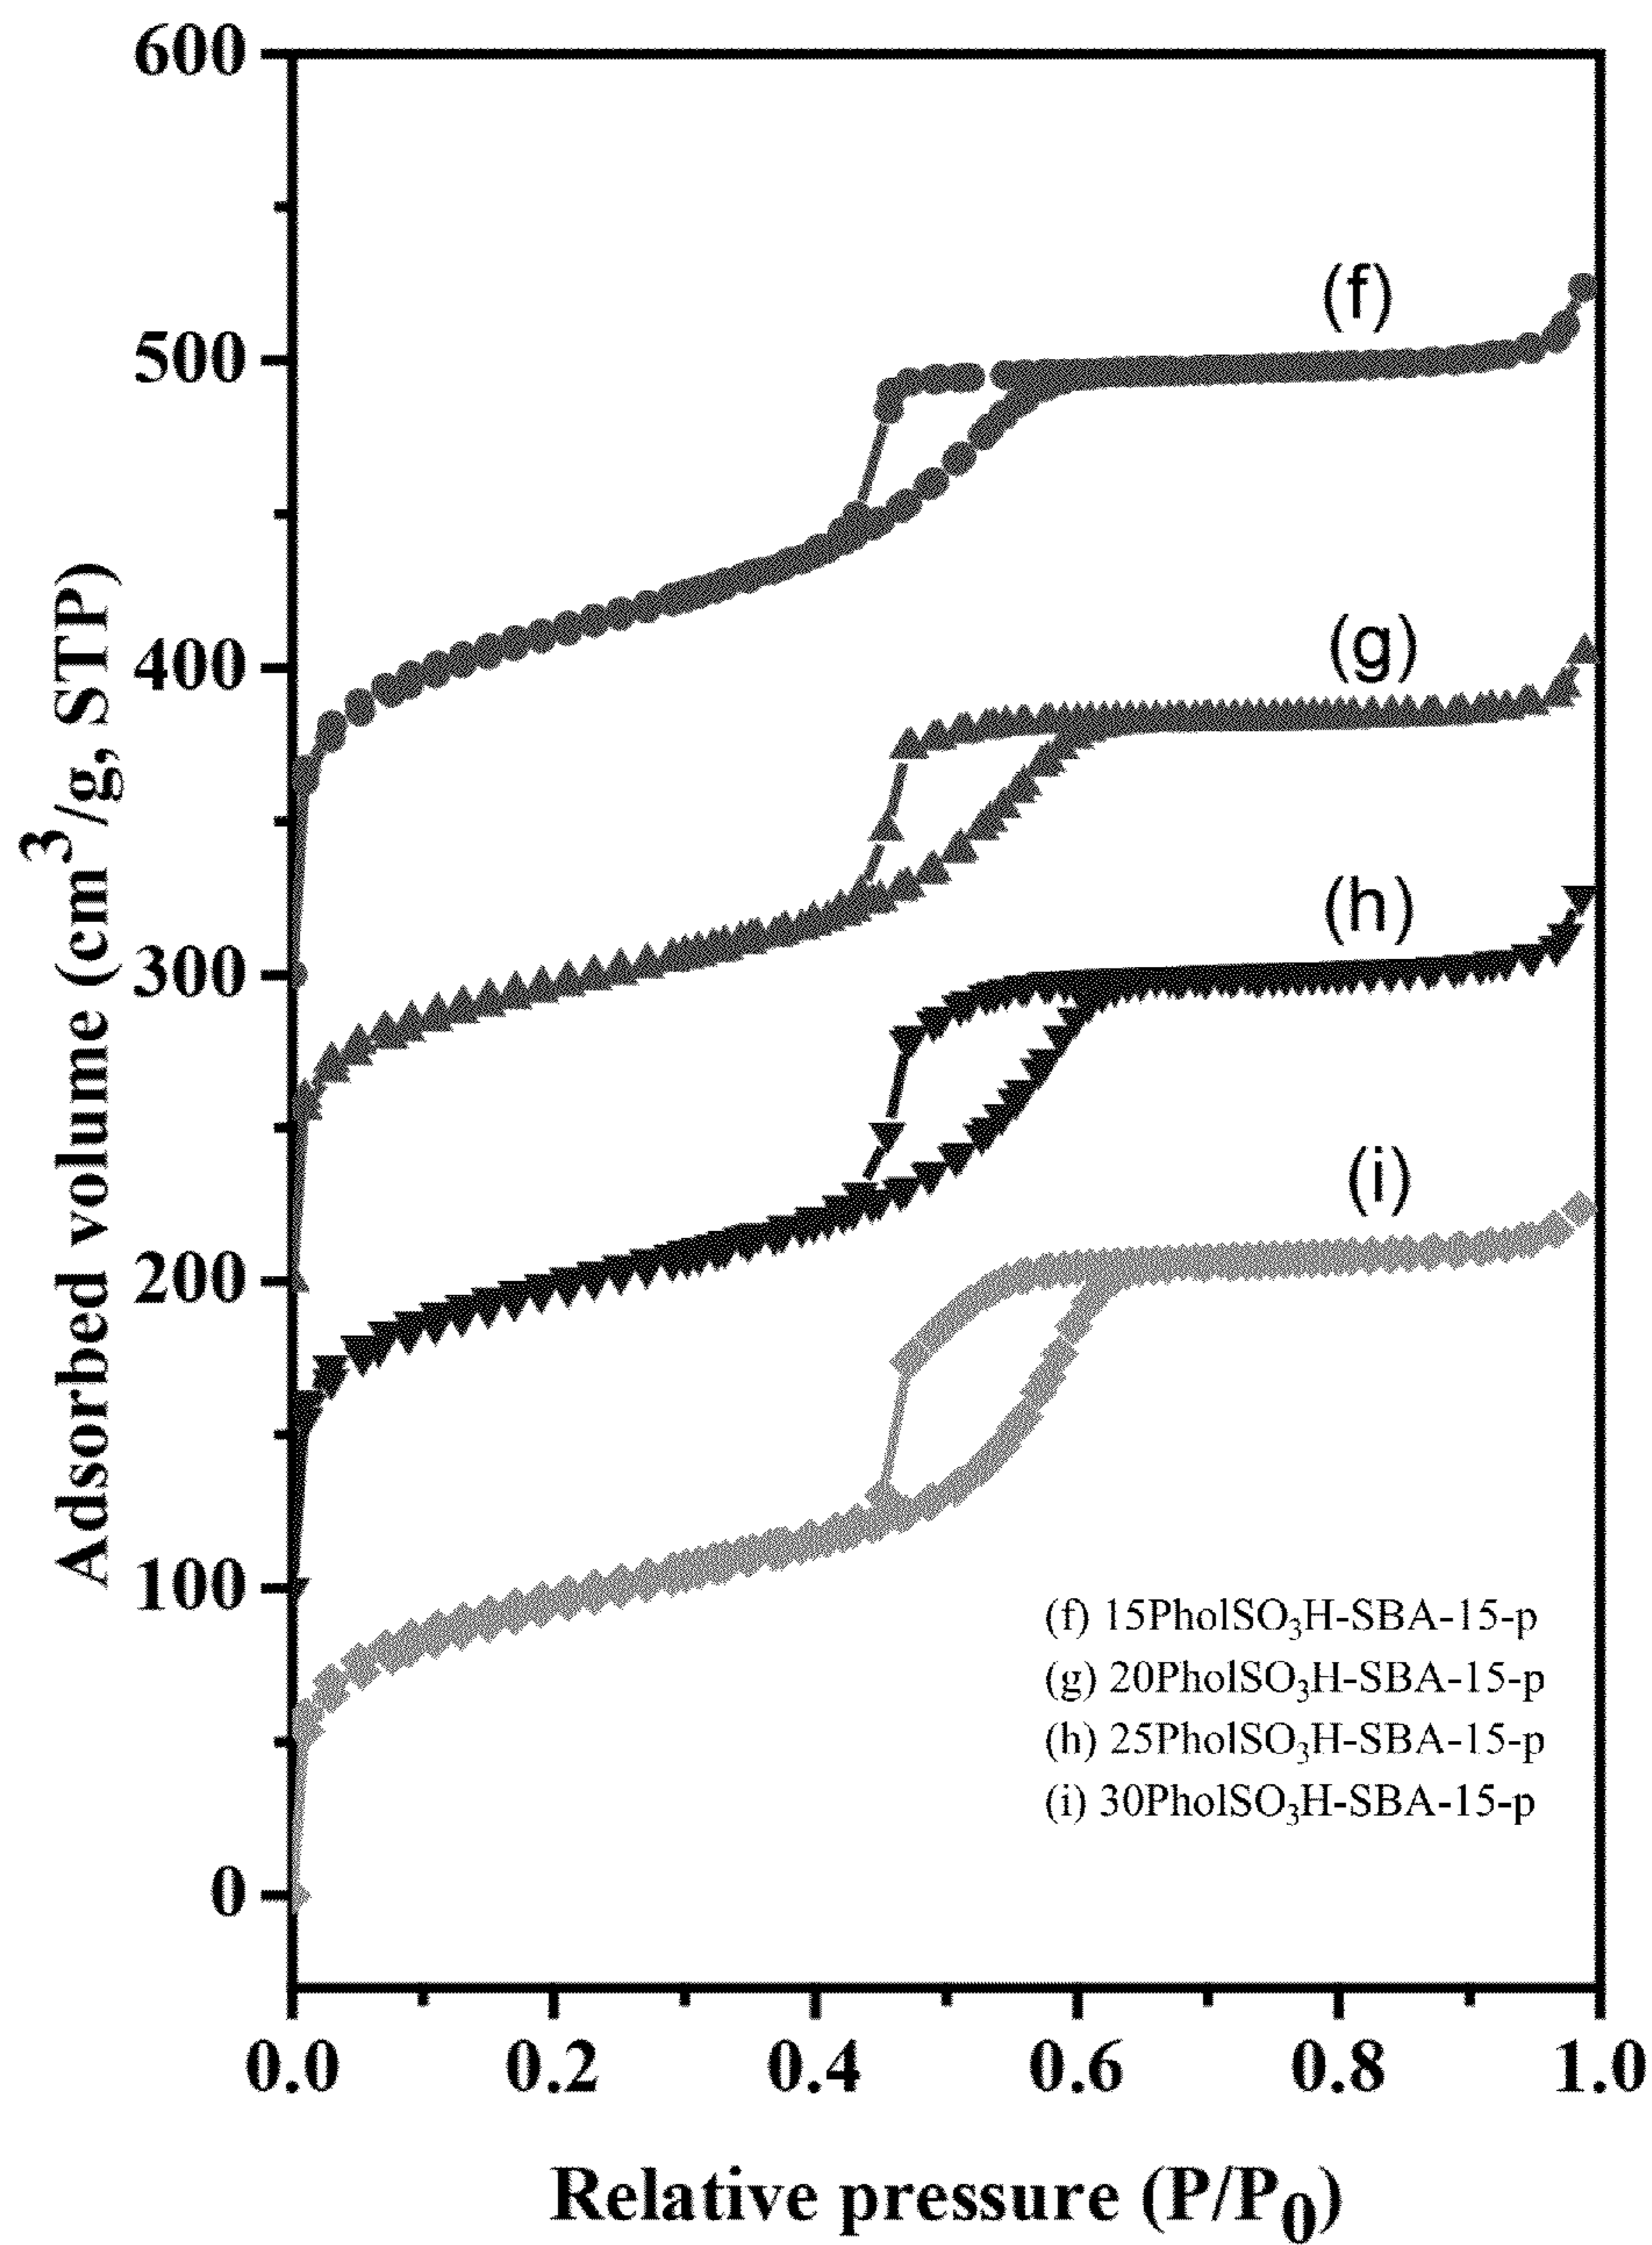 600
500
400
300
200
100
0
Adsorbed volume (cm³/g, STP)
(f)
(g)
(h)
(i)
(f) 15PholSO₃H-SBA-15-p
(g) 20PholSO₃H-SBA-15-p
(h) 25PholSO₃H-SBA-15-p
(i) 30PholSO₃H-SBA-15-p
0.0 0.2 0.4 0.6 0.8 1.0
Relative pressure (P/P₀)